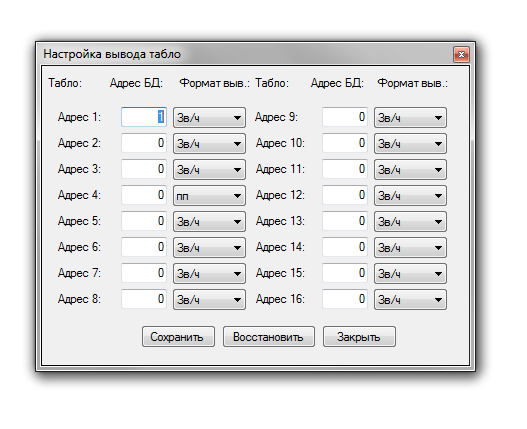 Настройка вывода табло
Табло: Адрес БД: Формат выв.: Табло: Адрес БД: Формат выв.:
Адрес 1: 1 Зв/ч Адрес 9: 0 Зв/ч
Адрес 2: 0 Зв/ч Адрес 10: 0 Зв/ч
Адрес 3: 0 Зв/ч Адрес 11: 0 Зв/ч
Адрес 4: 0 пп Адрес 12: 0 Зв/ч
Адрес 5: 0 Зв/ч Адрес 13: 0 Зв/ч
Адрес 6: 0 Зв/ч Адрес 14: 0 Зв/ч
Адрес 7: 0 Зв/ч Адрес 15: 0 Зв/ч
Адрес 8: 0 Зв/ч Адрес 16: 0 Зв/ч
Сохранить Восстановить Закрыть